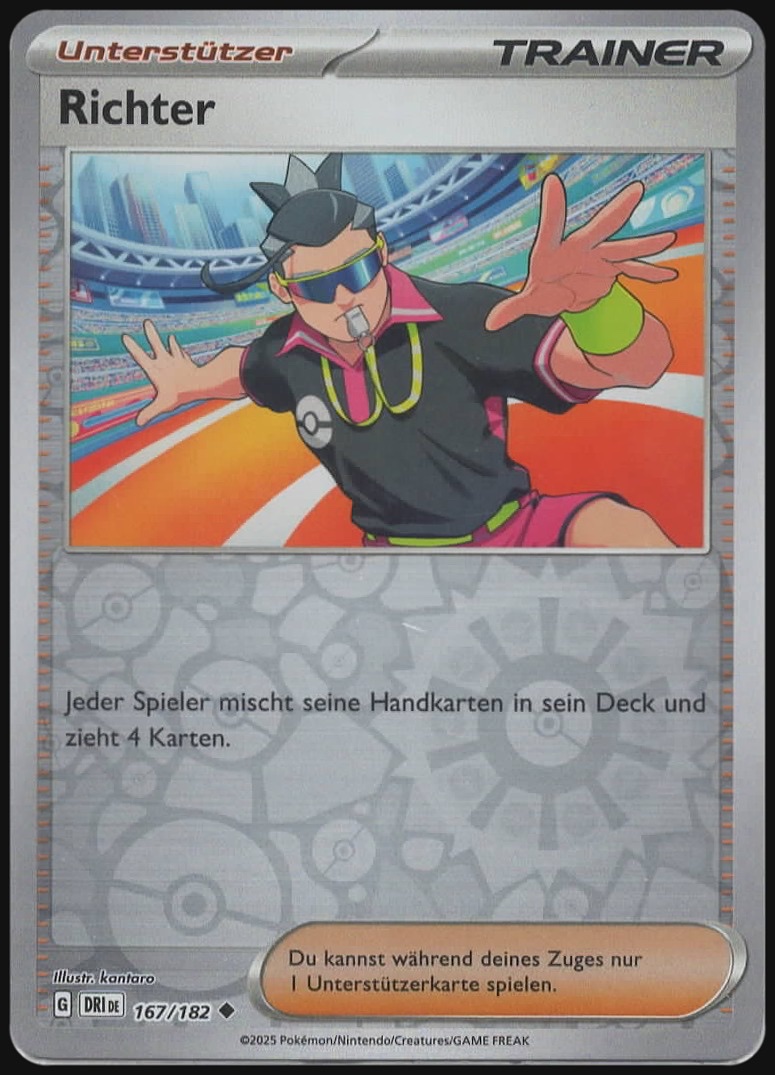 Unterstützer TRAINER
Richter
Jeder Spieler mischt seine Handkarten in sein Deck und
zieht 4 Karten.
Du kannst während deines Zuges nur
1 Unterstützerkarte spielen.
Illustr. kantaro
G DRI DE 167/182
©2025 Pokémon/Nintendo/Creatures/GAME FREAK